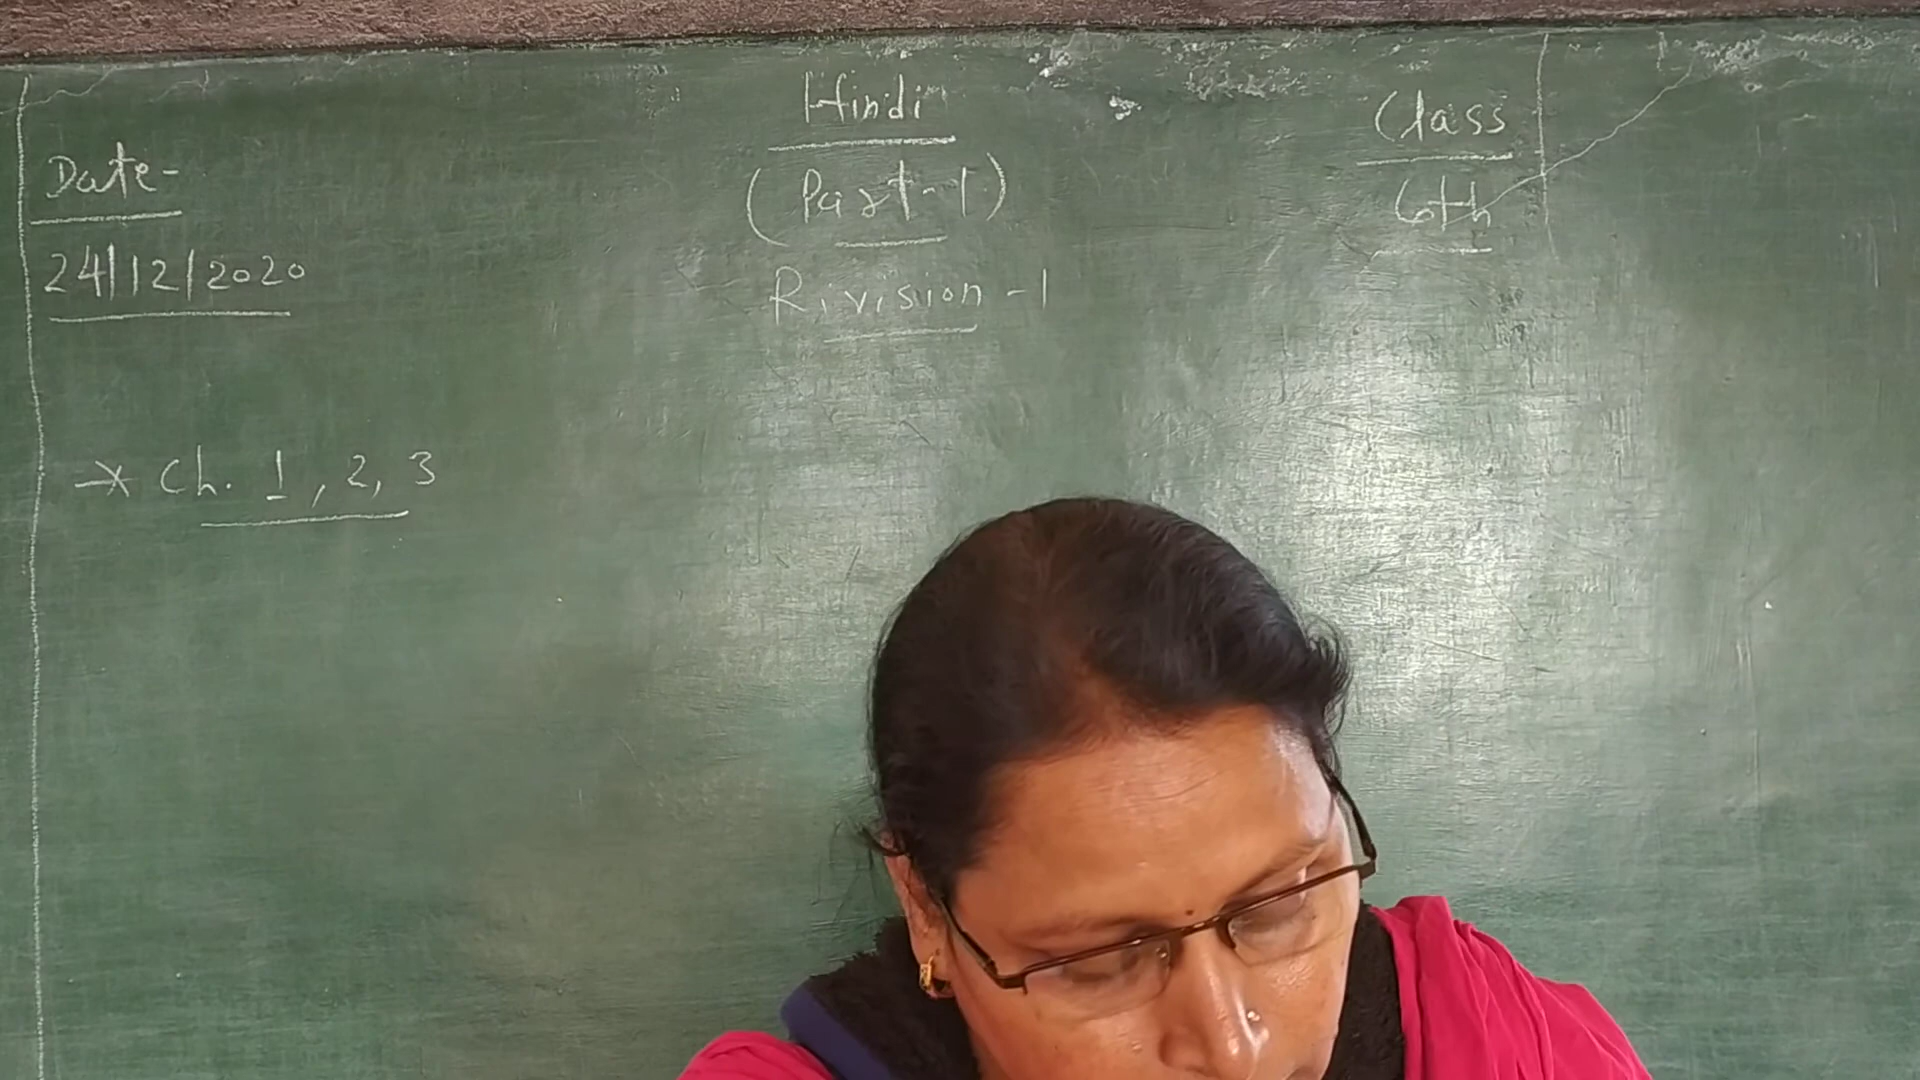 Hindi
Class
Date-
(Part-1)
6th
24/12/2020
Rivision-1
* Ch. 1, 2, 3